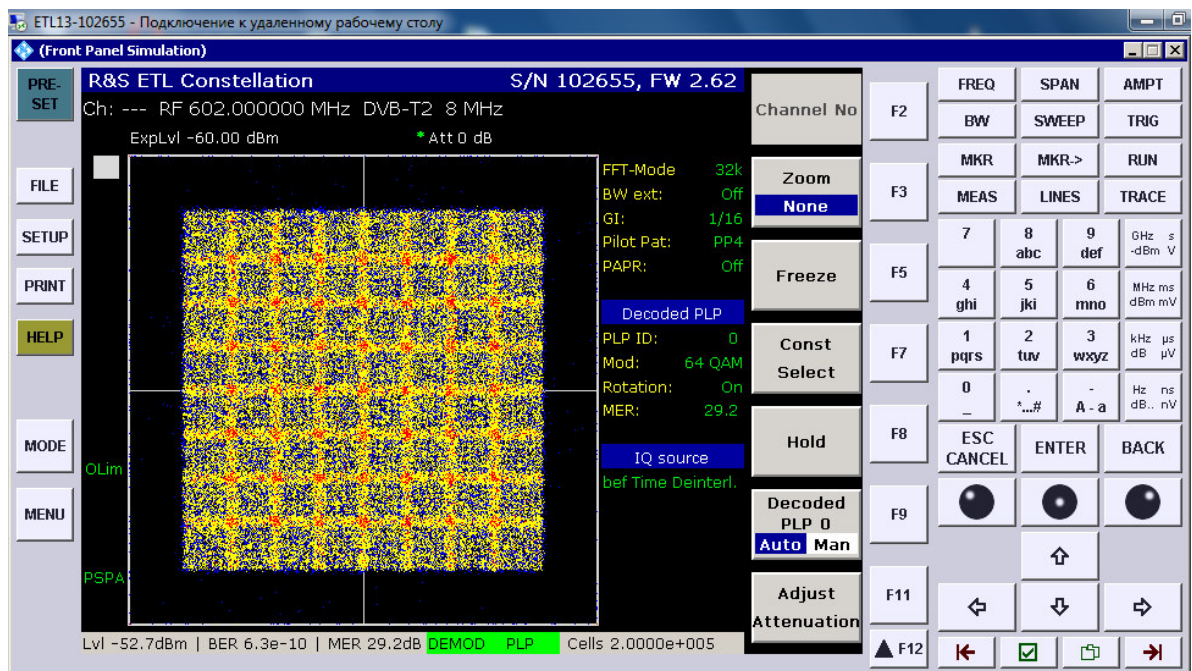 ETL13-102655 - Подключение к удаленному рабочему столу
(Front Panel Simulation)
PRE-
SET
FILE
SETUP
PRINT
HELP
MODE
MENU
R&S ETL Constellation S/N 102655, FW 2.62
Ch: --- RF 602.000000 MHz DVB-T2 8 MHz
ExpLvl -60.00 dBm * Att 0 dB
OLim
PSPA
FFT-Mode 32k
BW ext: Off
GI: 1/16
Pilot Pat: PP4
PAPR: Off
Decoded PLP
PLP ID: 0
Mod: 64 QAM
Rotation: On
MER: 29.2
IQ source
bef Time Deinterl.
Lvl -52.7dBm | BER 6.3e-10 | MER 29.2dB DEMOD PLP Cells 2.0000e+005
Channel No
Zoom
None
Freeze
Const
Select
Hold
Decoded
PLP 0
Auto Man
Adjust
Attenuation
F2
F3
F5
F7
F8
F9
F11
F12
FREQ SPAN AMPT
BW SWEEP TRIG
MKR MKR-> RUN
MEAS LINES TRACE
7 8 9 GHz s
abc def -dBm V
4 5 6 MHz ms
ghi jkl mno dBm mV
1 2 3 kHz µs
pqrs tuv wxyz dB µV
0 . - Hz ns
_ *...# A - a dB.. nV
ESC
CANCEL ENTER BACK